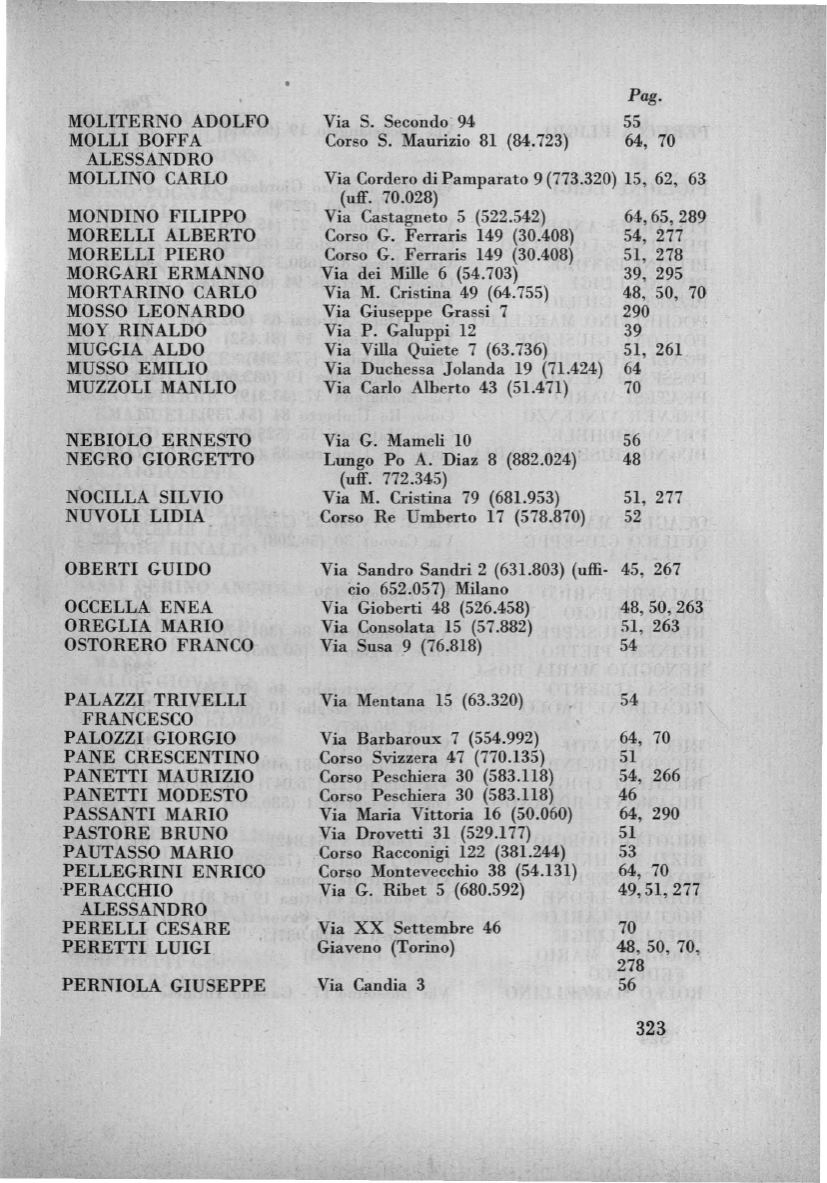 Pag.
MOLITERNO ADOLFO Via S. Secondo 94 55
MOLLI BOFFA Corso S. Maurizio 81 (84.723) 64, 70
ALESSANDRO
MOLLINO CARLO Via Cordero di Pamparato 9 (773.320) 15, 62, 63
(uff. 70.028)
MONDINO FILIPPO Via Castagneto 5 (522.542) 64, 65, 289
MORELLI ALBERTO Corso G. Ferraris 149 (30.408) 54, 277
MORELLI PIERO Corso G. Ferraris 149 (30.408) 51, 278
MORGARI ERMANNO Via dei Mille 6 (54.703) 39, 295
MORTARINO CARLO Via M. Cristina 49 (64.755) 48, 50, 70
MOSSO LEONARDO Via Giuseppe Grassi 7 290
MOY RINALDO Via P. Galuppi 12 39
MUGGIA ALDO Via Villa Quiete 7 (63.736) 51, 261
MUSSO EMILIO Via Duchessa Jolanda 19 (71.424) 64
MUZZOLI MANLIO Via Carlo Alberto 43 (51.471) 70
NEBIOLO ERNESTO Via G. Mameli 10 56
NEGRO GIORGETTO Lungo Po A. Diaz 8 (882.024) 48
(uff. 772.345)
NOCILLA SILVIO Via M. Cristina 79 (681.953) 51, 277
NUVOLI LIDIA Corso Re Umberto 17 (578.870) 52
OBERTI GUIDO Via Sandro Sandri 2 (631.803) (uffi- 45, 267
cio 652.057) Milano
OCCELLA ENEA Via Gioberti 48 (526.458) 48, 50, 263
OREGLIA MARIO Via Consolata 15 (57.882) 51, 263
OSTORERO FRANCO Via Susa 9 (76.818) 54
PALAZZI TRIVELLI Via Mentana 15 (63.320) 54
FRANCESCO
PALOZZI GIORGIO Via Barbaroux 7 (554.992) 64, 70
PANE CRESCENTINO Corso Svizzera 47 (770.135) 51
PANETTI MAURIZIO Corso Peschiera 30 (583.118) 54, 266
PANETTI MODESTO Corso Peschiera 30 (583.118) 46
PASSANTI MARIO Via Maria Vittoria 16 (50.060) 64, 290
PASTORE BRUNO Via Drovetti 31 (529.177) 51
PAUTASSO MARIO Corso Racconigi 122 (381.244) 53
PELLEGRINI ENRICO Corso Montevecchio 38 (54.131) 64, 70
PERACCHIO Via G. Ribet 5 (680.592) 49, 51, 277
ALESSANDRO
PERELLI CESARE Via XX Settembre 46 70
PERETTI LUIGI Giaveno (Torino) 48, 50, 70,
278
PERNIOLA GIUSEPPE Via Candia 3 56
323